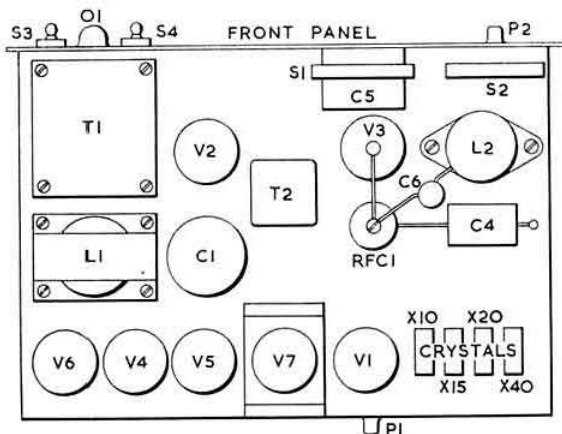 S3 O1 S4 FRONT PANEL P2
S1
C5
S2
T1
V2
V3
L2
T2
C6
L1
C1
RFC1
C4
X10 X20
CRYSTALS
X15 X40
V6 V4 V5 V7 V1
P1